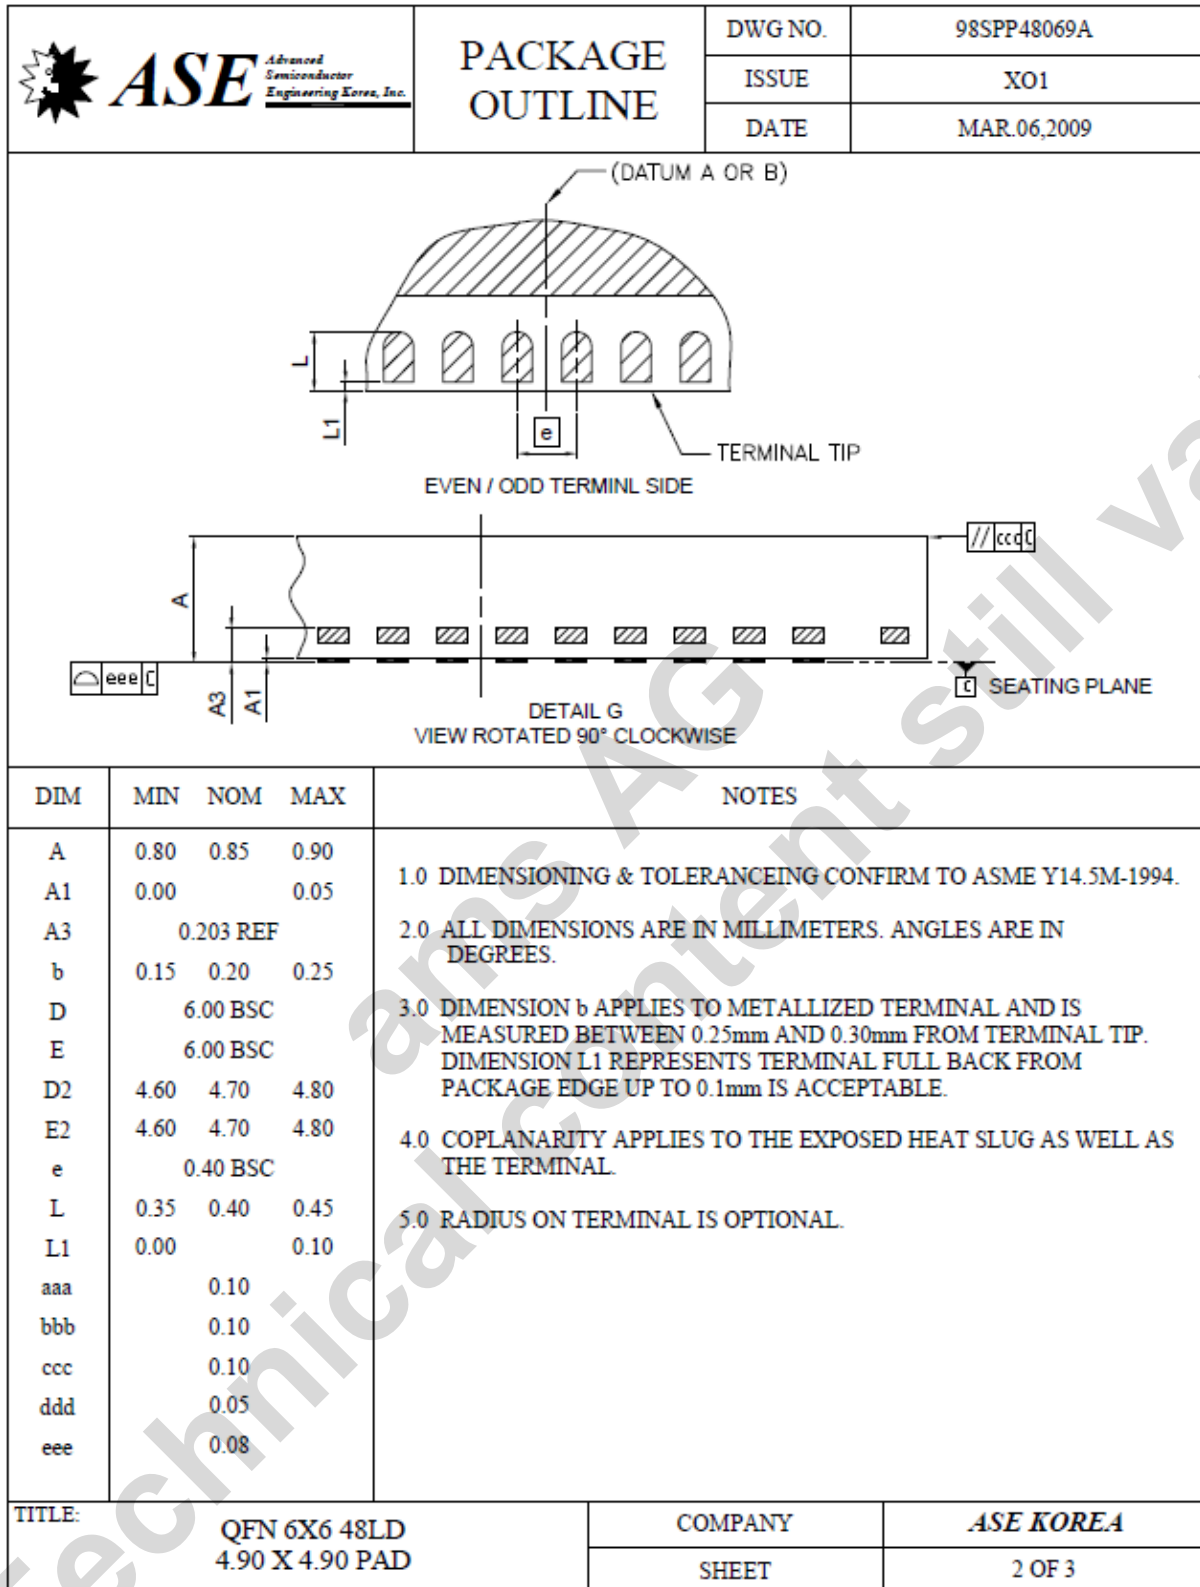 ASE
Advanced
Semiconductor
Engineering Korea, Inc.
PACKAGE
OUTLINE
DWG NO. 98SPP48069A
ISSUE XO1
DATE MAR.06,2009
(DATUM A OR B)
L
L1
e
TERMINAL TIP
EVEN / ODD TERMINL SIDE
// ccc C
A
eee C
A3
A1
C SEATING PLANE
DETAIL G
VIEW ROTATED 90° CLOCKWISE
DIM MIN NOM MAX NOTES
A 0.80 0.85 0.90
A1 0.00 0.05
A3 0.203 REF
b 0.15 0.20 0.25
D 6.00 BSC
E 6.00 BSC
D2 4.60 4.70 4.80
E2 4.60 4.70 4.80
e 0.40 BSC
L 0.35 0.40 0.45
L1 0.00 0.10
aaa 0.10
bbb 0.10
ccc 0.10
ddd 0.05
eee 0.08
1.0 DIMENSIONING & TOLERANCEING CONFIRM TO ASME Y14.5M-1994.
2.0 ALL DIMENSIONS ARE IN MILLIMETERS. ANGLES ARE IN
DEGREES.
3.0 DIMENSION b APPLIES TO METALLIZED TERMINAL AND IS
MEASURED BETWEEN 0.25mm AND 0.30mm FROM TERMINAL TIP.
DIMENSION L1 REPRESENTS TERMINAL FULL BACK FROM
PACKAGE EDGE UP TO 0.1mm IS ACCEPTABLE.
4.0 COPLANARITY APPLIES TO THE EXPOSED HEAT SLUG AS WELL AS
THE TERMINAL.
5.0 RADIUS ON TERMINAL IS OPTIONAL.
TITLE:
QFN 6X6 48LD
4.90 X 4.90 PAD
COMPANY ASE KOREA
SHEET 2 OF 3
ams AG
Technical content still va